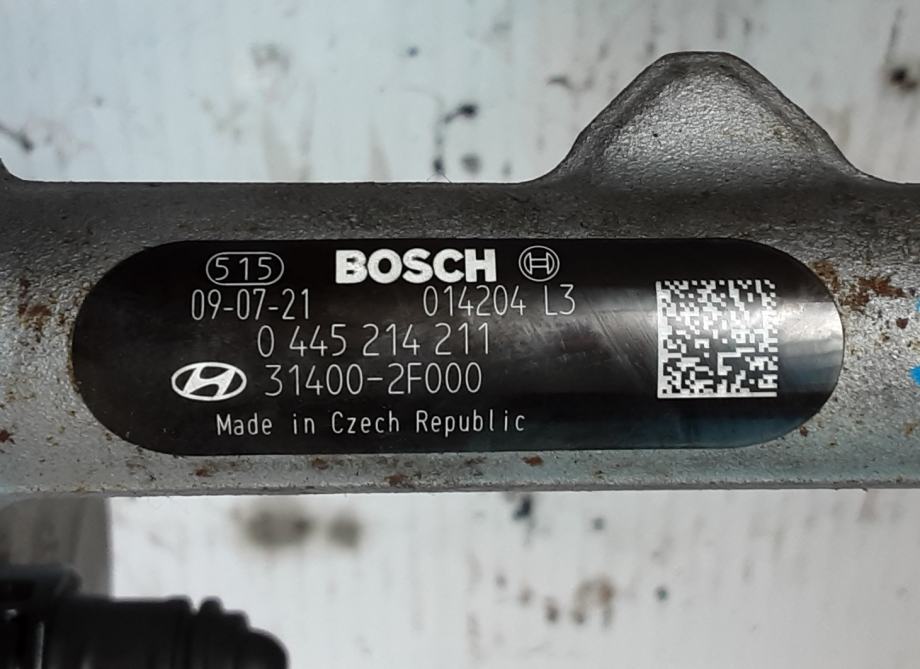 515 BOSCH
09-07-21 014204 L3
0 445 214 211
31400-2F000
Made in Czech Republic